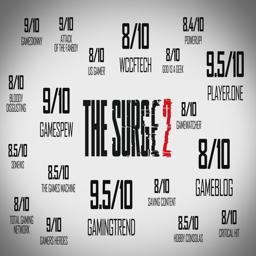 9/10
GAMESKINNY
9/10
ATTACK
OF THE FANBOY
8/10
US GAMER
8/10
WCCFTECH
8/10
GOD IS A GEEK
8.4/10
POWERUP!
9.5/10
PLAYER.ONE
8/10
BLOODY
DISGUSTING
9/10
GAMESPEW
THE SURGE 2
8/10
GAMEWATCHER
8.5/10
3DNEWS
8.5/10
THE GAMES MACHINE
8/10
GAMEBLOG
9.5/10
GAMINGTREND
8/10
SAVING CONTENT
8/10
TOTAL GAMING
NETWORK
9/10
GAMERS HEROES
8.5/10
HOBBY CONSOLAS
8/10
CRITICAL HIT